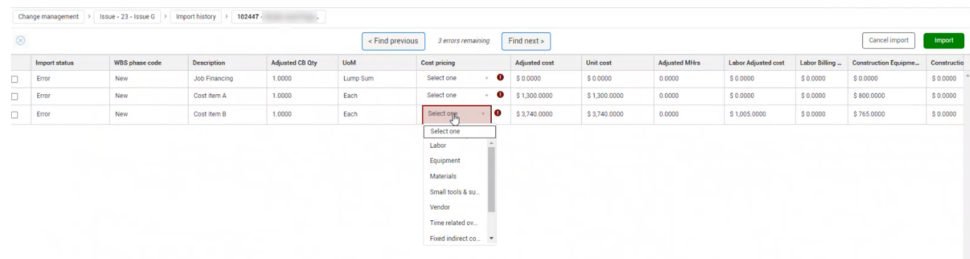 Change management > Issue - 23 - Issue G > Import history > 102447 -
« Find previous 3 errors remaining Find next » Cancel import Import
Import status WBS phase code Description Adjusted CB Qty UoM Cost pricing Adjusted cost Unit cost Adjusted MHrs Labor Adjusted cost Labor Billing ... Construction Equipme... Constructio
Error New Job Financing 1.0000 Lump Sum Select one $ 0.0000 $ 0.0000 0.0000 $ 0.0000 $ 0.0000 $ 0.0000 $ 0.0000
Error New Cost Item A 1.0000 Each Select one $ 1,300.0000 $ 1,300.0000 0.0000 $ 0.0000 $ 0.0000 $ 800.0000 $ 0.0000
Error New Cost Item B 1.0000 Each Select one $ 3,740.0000 $ 3,740.0000 0.0000 $ 1,005.0000 $ 0.0000 $ 765.0000 $ 0.0000
Select one
Labor
Equipment
Materials
Small tools & su...
Vendor
Time related ov...
Fixed indirect co...